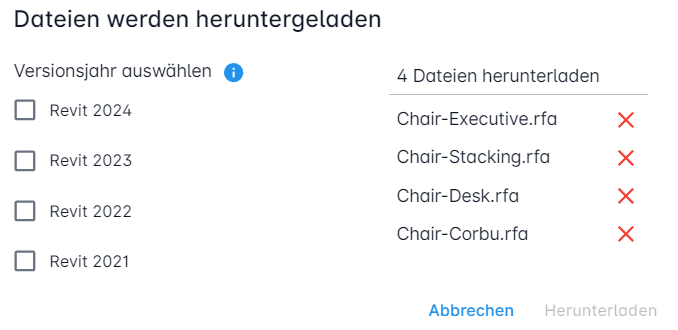 Dateien werden heruntergeladen
Versionsjahr auswählen
Revit 2024
Revit 2023
Revit 2022
Revit 2021
4 Dateien herunterladen
Chair-Executive.rfa
Chair-Stacking.rfa
Chair-Desk.rfa
Chair-Corbu.rfa
Abbrechen Herunterladen